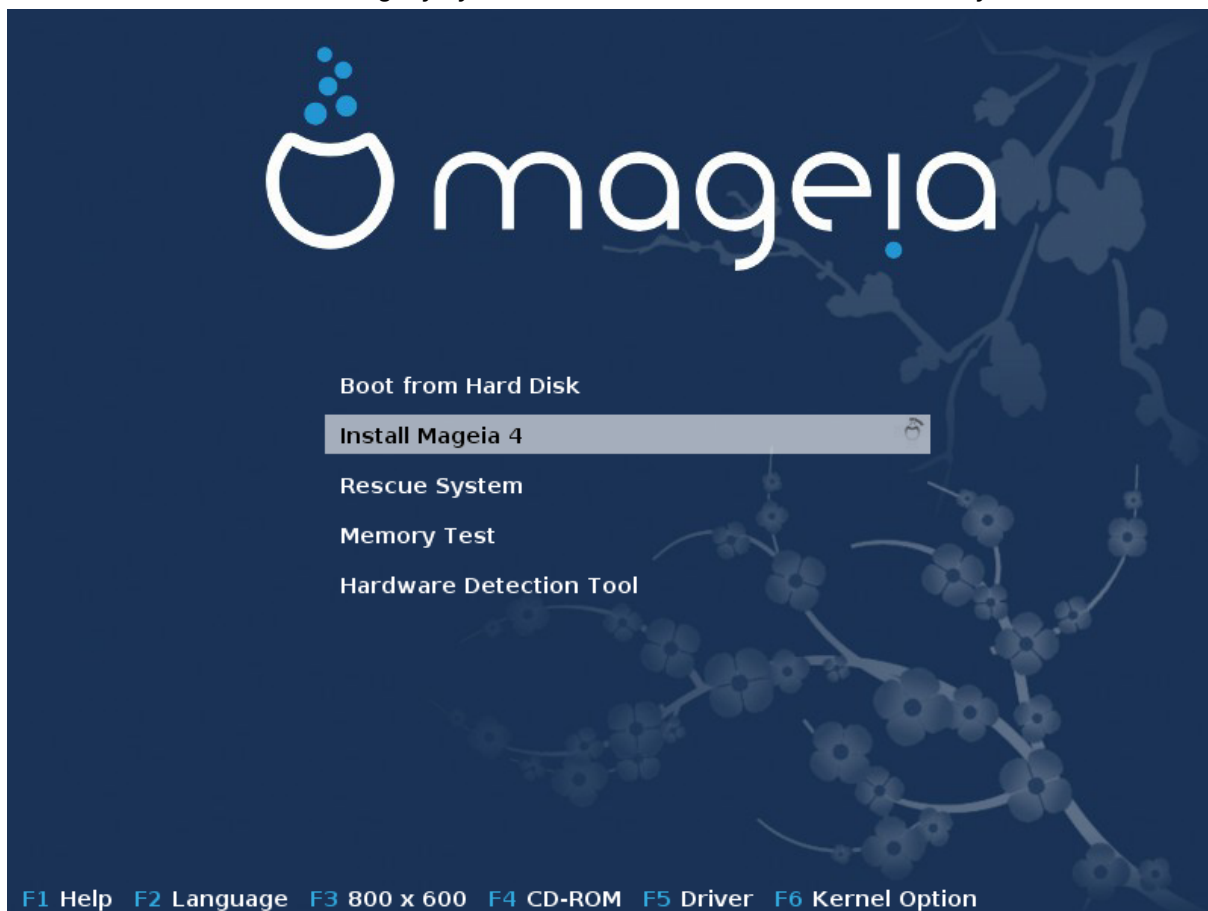 mageia
Boot from Hard Disk
Install Mageia 4
Rescue System
Memory Test
Hardware Detection Tool
F1 Help F2 Language F3 800 x 600 F4 CD-ROM F5 Driver F6 Kernel Option